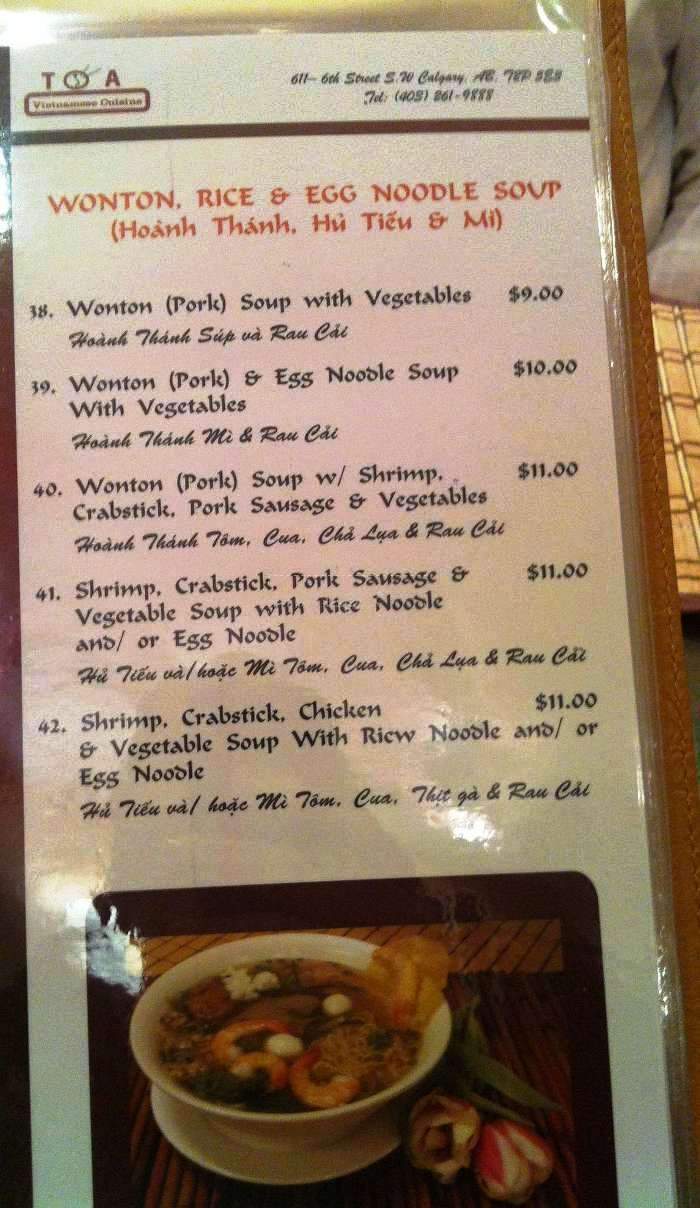 T A
Vietnamese Cuisine
611- 6th Street S.W Calgary, AB, T2P 3E8
Tel: (403) 261-9888
WONTON, RICE & EGG NOODLE SOUP
(Hoành Thánh, Hủ Tiếu & Mì)
38. Wonton (Pork) Soup with Vegetables $9.00
Hoành Thánh Súp và Rau Cải
39. Wonton (Pork) & Egg Noodle Soup $10.00
With Vegetables
Hoành Thánh Mì & Rau Cải
40. Wonton (Pork) Soup w/ Shrimp, $11.00
Crabstick, Pork Sausage & Vegetables
Hoành Thánh Tôm, Cua, Chả Lụa & Rau Cải
41. Shrimp, Crabstick, Pork Sausage & $11.00
Vegetable Soup with Rice Noodle
and/ or Egg Noodle
Hủ Tiếu và/hoặc Mì Tôm, Cua, Chả Lụa & Rau Cải
42. Shrimp, Crabstick, Chicken $11.00
& Vegetable Soup With Ricw Noodle and/ or
Egg Noodle
Hủ Tiếu và/ hoặc Mì Tôm, Cua, Thịt gà & Rau Cải